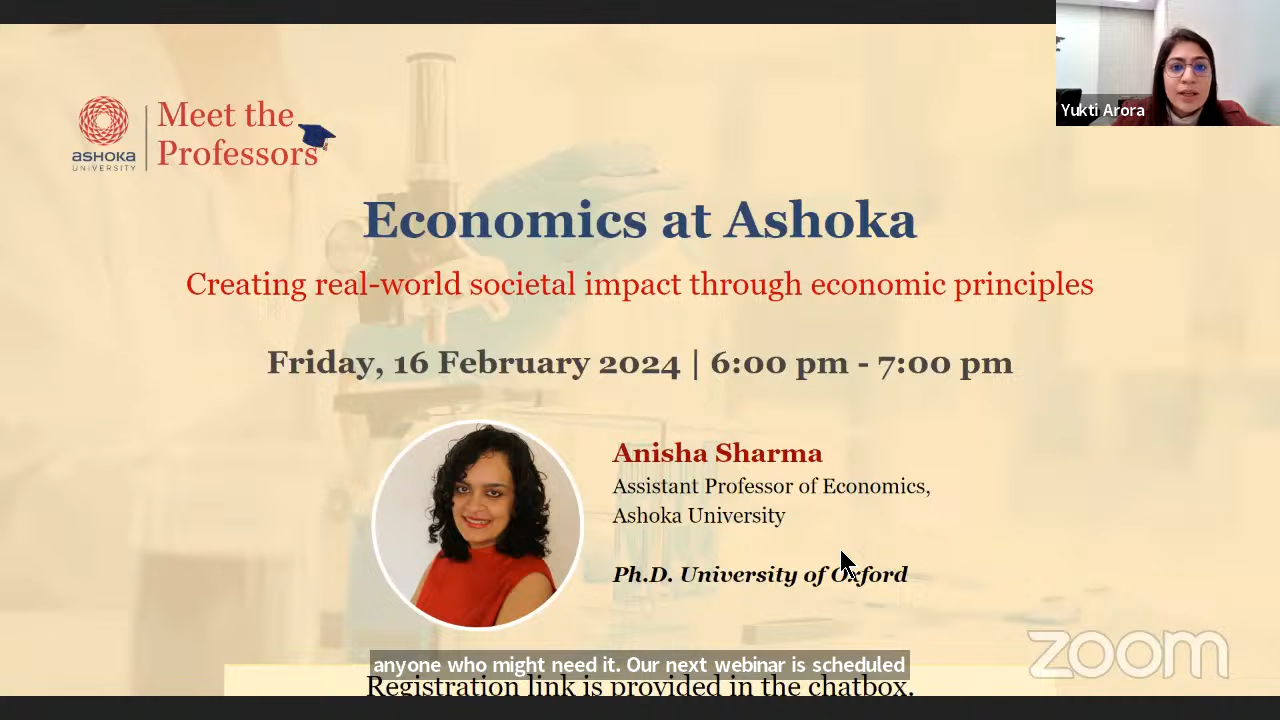 Yukti Arora
Meet the
Professors
ASHOKA
UNIVERSITY
Economics at Ashoka
Creating real-world societal impact through economic principles
Friday, 16 February 2024 | 6:00 pm - 7:00 pm
Anisha Sharma
Assistant Professor of Economics,
Ashoka University
Ph.D. University of Oxford
zoom
anyone who might need it. Our next webinar is scheduled
Registration link is provided in the chatbox.